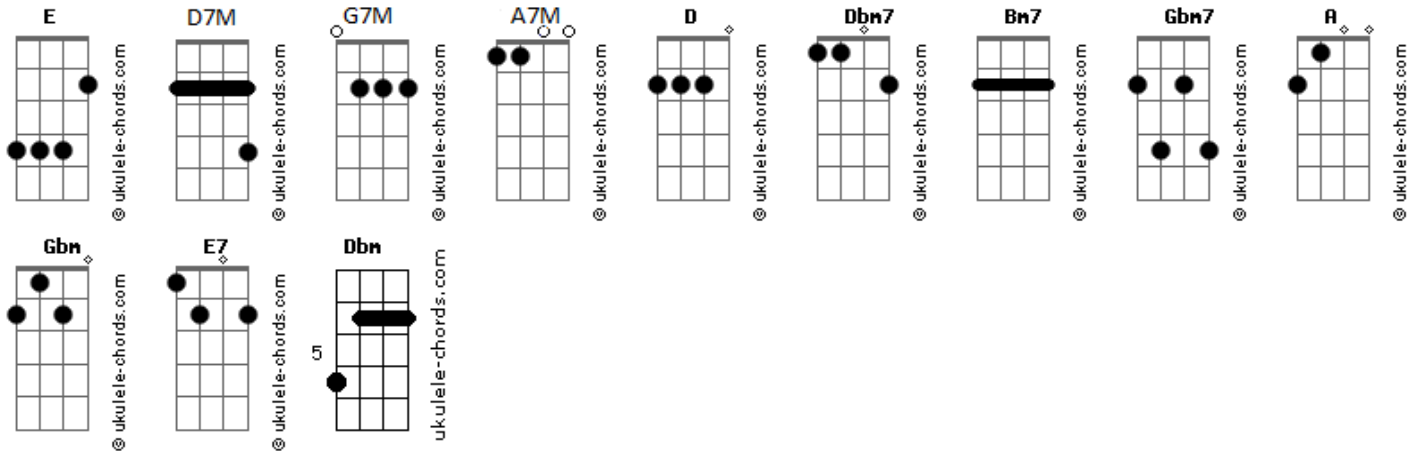 E D7M G7M A7M D Dbm7 Bm7 Gbm7 A
@ ukulele-chords.com @ ukulele-chords.com @ ukulele-chords.com @ ukulele-chords.com @ ukulele-chords.com @ ukulele-chords.com @ ukulele-chords.com @ ukulele-chords.com @ ukulele-chords.com
Gbm E7 Dbm
@ ukulele-chords.com @ ukulele-chords.com 5 ukulele-chords.com